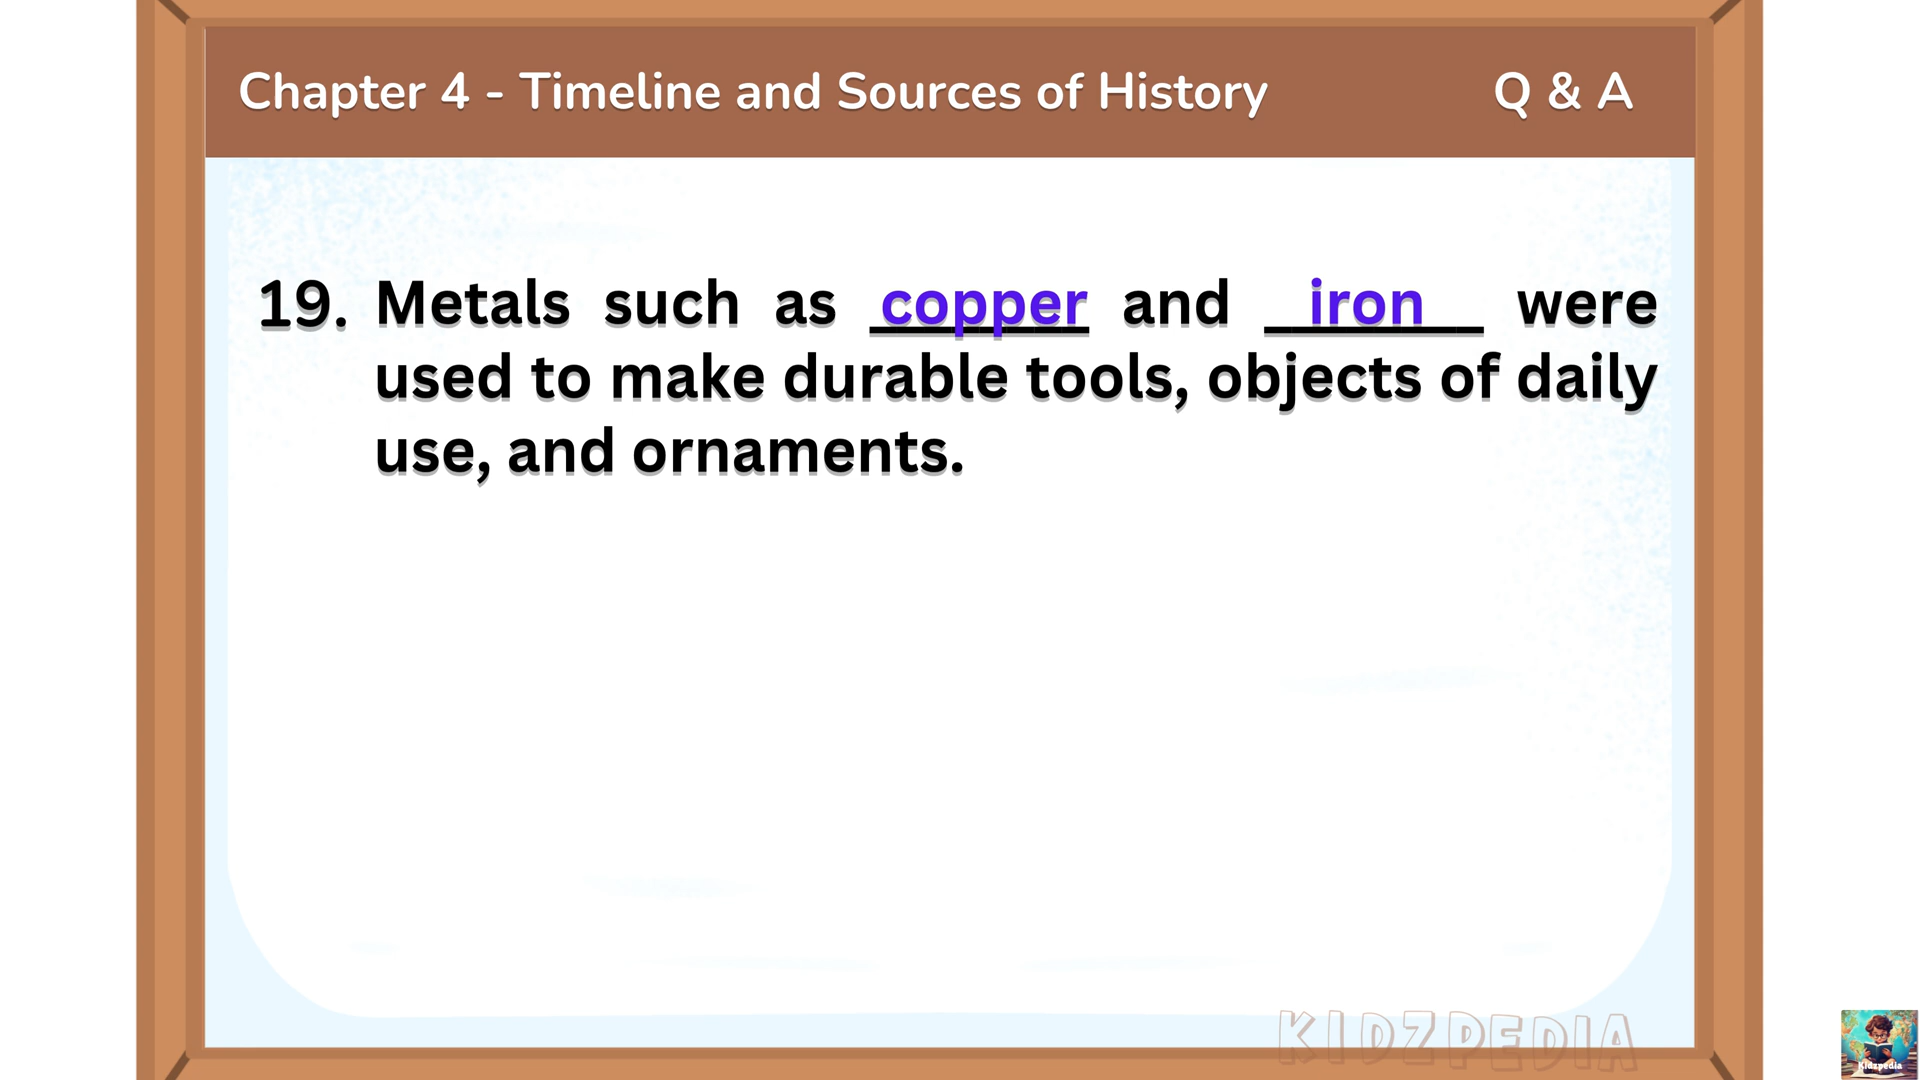 Chapter 4 - Timeline and Sources of History Q & A
19. Metals such as copper and iron were
used to make durable tools, objects of daily
use, and ornaments.
KIDZPEDIA
Kidzpedia